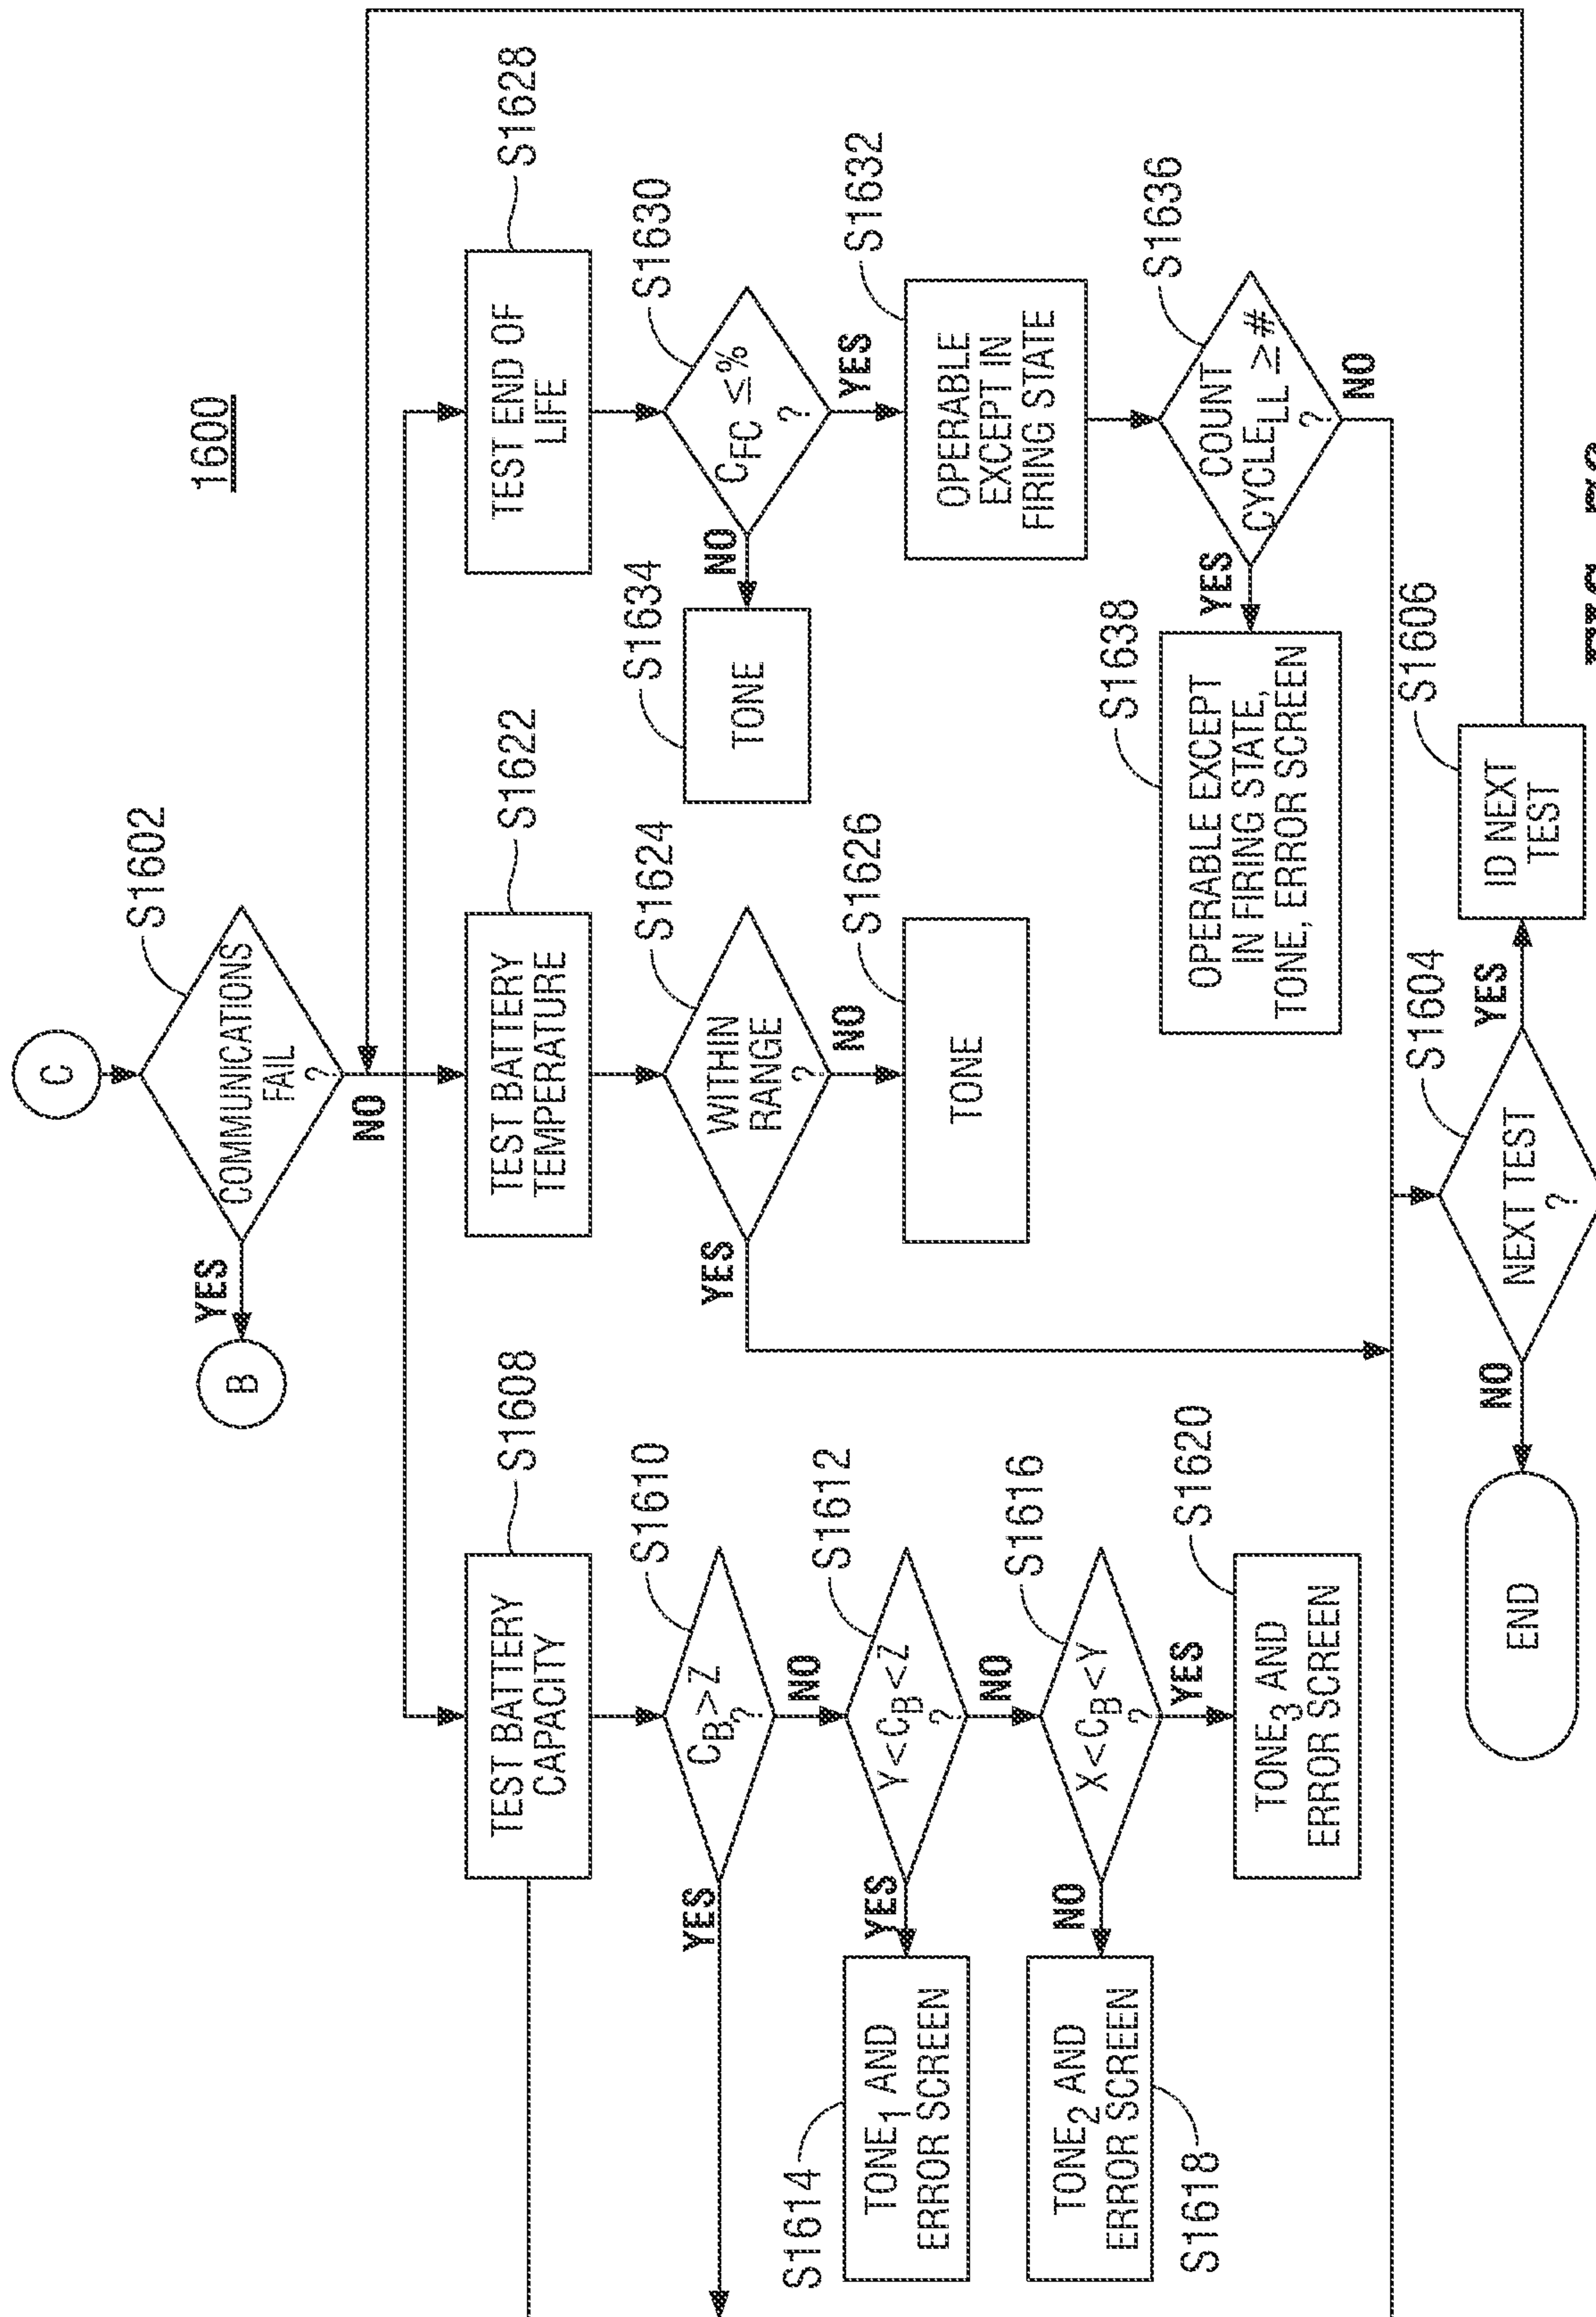 1600
C
COMMUNICATIONS
FAIL
?
S1602
YES
B
NO
TEST BATTERY
CAPACITY
S1608
C_B>Z
?
S1610
YES
NO
Y<C_B<Z
?
S1612
YES
TONE_1 AND
ERROR SCREEN
S1614
NO
X<C_B<Y
?
S1616
NO
TONE_2 AND
ERROR SCREEN
S1618
YES
TONE_3 AND
ERROR SCREEN
S1620
TEST BATTERY
TEMPERATURE
S1622
WITHIN
RANGE
?
S1624
YES
NO
TONE
S1626
TEST END OF
LIFE
S1628
C_FC ≤%
?
S1630
NO
TONE
S1634
YES
OPERABLE
EXCEPT IN
FIRING STATE
S1632
COUNT
CYCLE_LL ≥#
?
S1636
YES
OPERABLE EXCEPT
IN FIRING STATE,
TONE, ERROR SCREEN
S1638
NO
NEXT TEST
?
S1604
YES
ID NEXT
TEST
S1606
NO
END